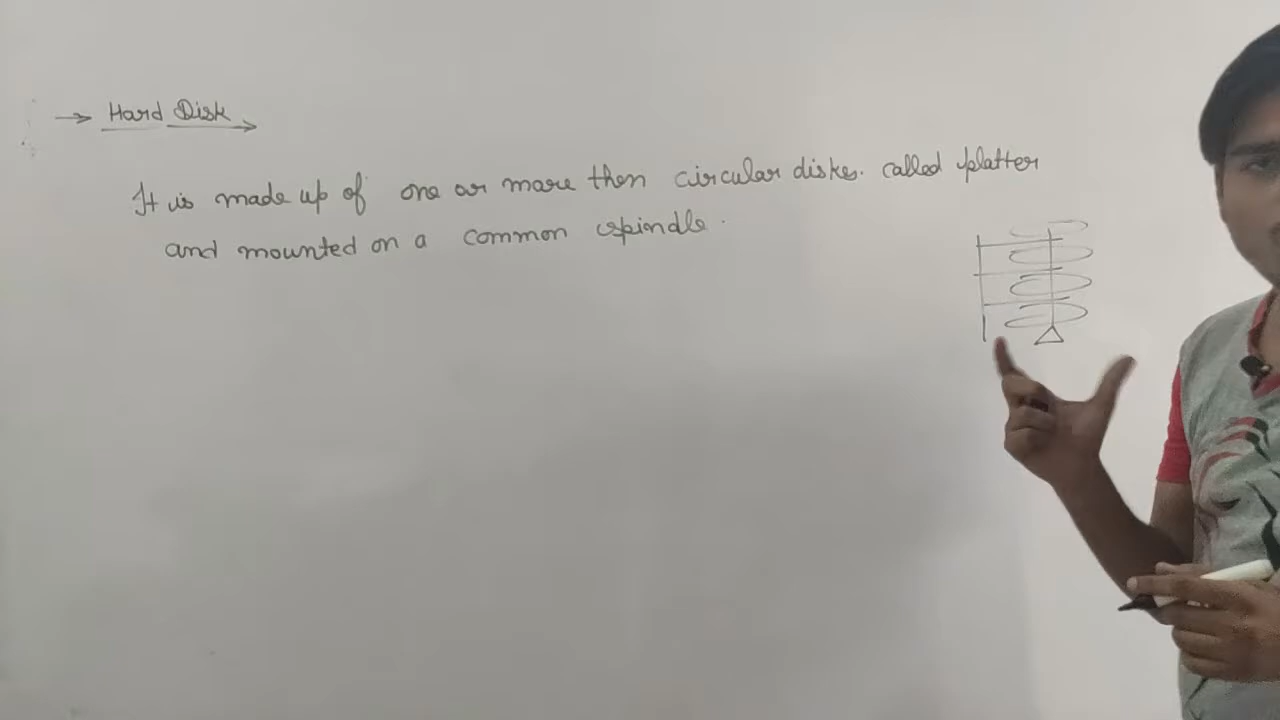 → Hard Disk
It is made up of one or more then circular diskes. called platter
and mounted on a common spindle.